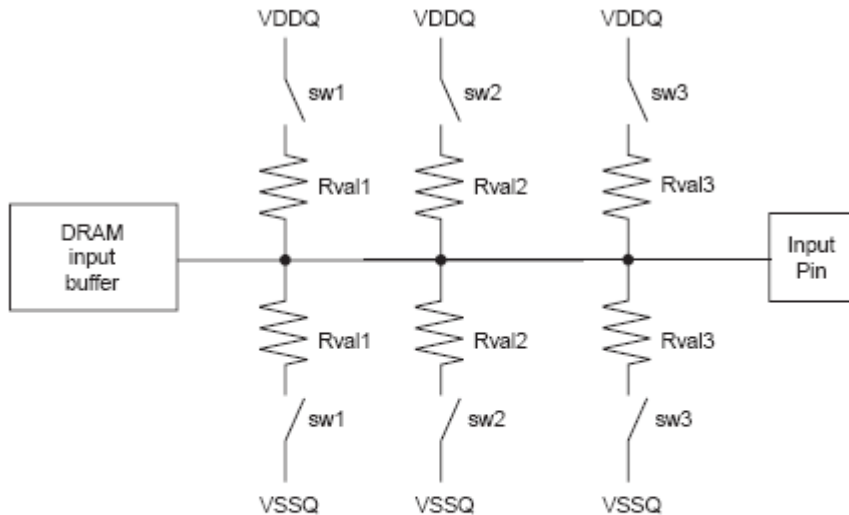 VDDQ
VDDQ
VDDQ
sw1
sw2
sw3
Rval1
Rval2
Rval3
DRAM
input
buffer
Input
Pin
Rval1
Rval2
Rval3
sw1
sw2
sw3
VSSQ
VSSQ
VSSQ